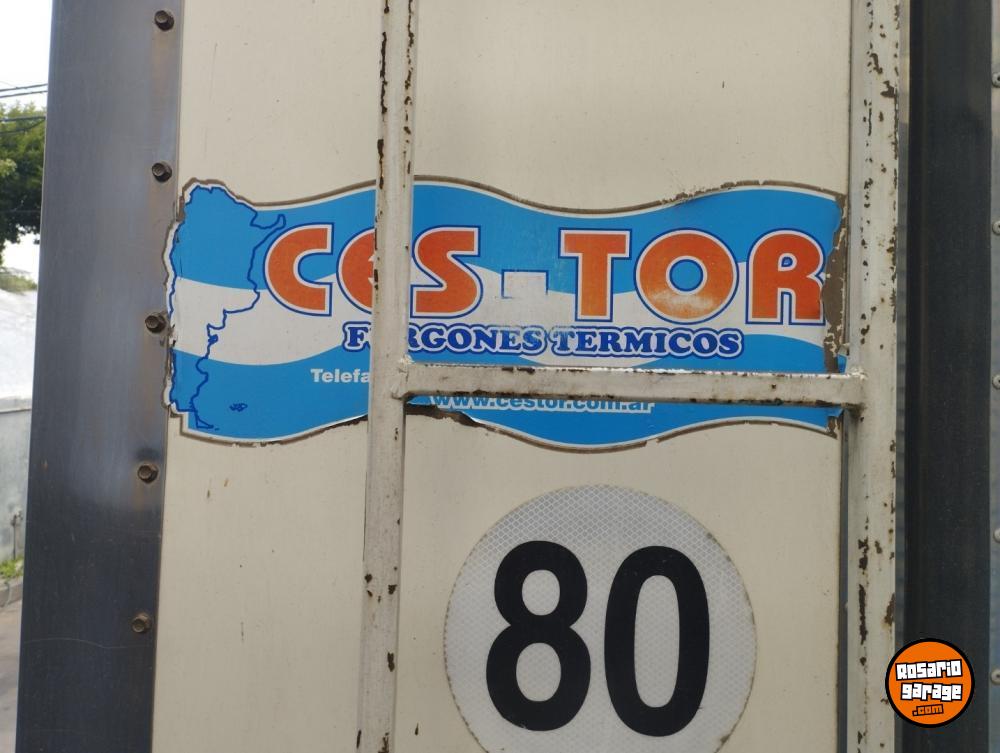 CES-TOR
FURGONES TERMICOS
www.cestor.com.ar
80
ROSARIO
GARAGE
.COM